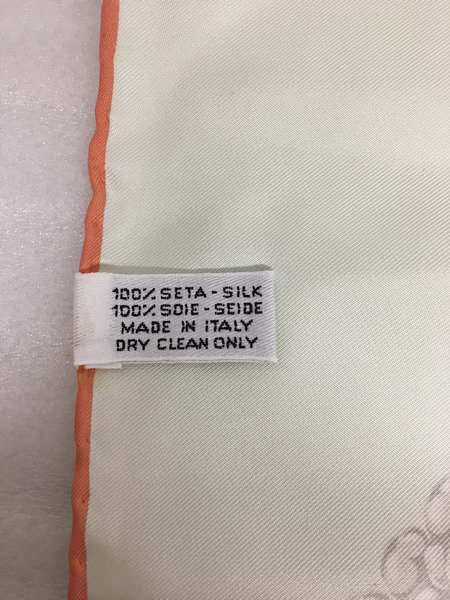 100% SETA - SILK
100% SOIE - SEIDE
MADE IN ITALY
DRY CLEAN ONLY